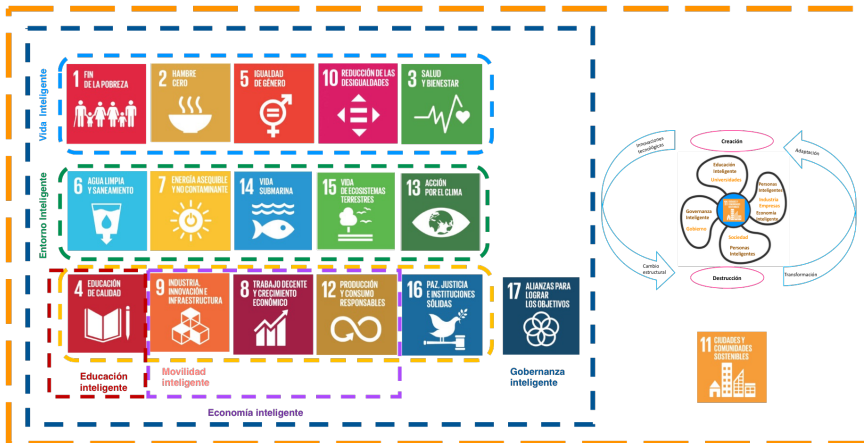 Vida Inteligente
1 FIN
DE LA POBREZA
2 HAMBRE
CERO
5 IGUALDAD
DE GÉNERO
10 REDUCCIÓN DE LAS
DESIGUALDADES
3 SALUD
Y BIENESTAR
Entorno Inteligente
6 AGUA LIMPIA
Y SANEAMIENTO
7 ENERGÍA ASEQUIBLE
Y NO CONTAMINANTE
14 VIDA
SUBMARINA
15 VIDA
DE ECOSISTEMAS
TERRESTRES
13 ACCIÓN
POR EL CLIMA
4 EDUCACIÓN
DE CALIDAD
9 INDUSTRIA,
INNOVACIÓN E
INFRAESTRUCTURA
8 TRABAJO DECENTE
Y CRECIMIENTO
ECONÓMICO
12 PRODUCCIÓN
Y CONSUMO
RESPONSABLES
16 PAZ, JUSTICIA
E INSTITUCIONES
SÓLIDAS
17 ALIANZAS PARA
LOGRAR
LOS OBJETIVOS
Educación
inteligente
Movilidad
inteligente
Gobernanza
inteligente
Economía inteligente
Innovaciones
tecnológicas
Creación
Adaptación
Educación
Inteligente
Universidades
Personas
Inteligentes
Industria
Empresas
Economía
Inteligente
Governanza
Inteligente
Gobierno
Sociedad
Personas
Inteligentes
Cambio
estructural
Destrucción
Transformación
11 CIUDADES Y
COMUNIDADES
SOSTENIBLES